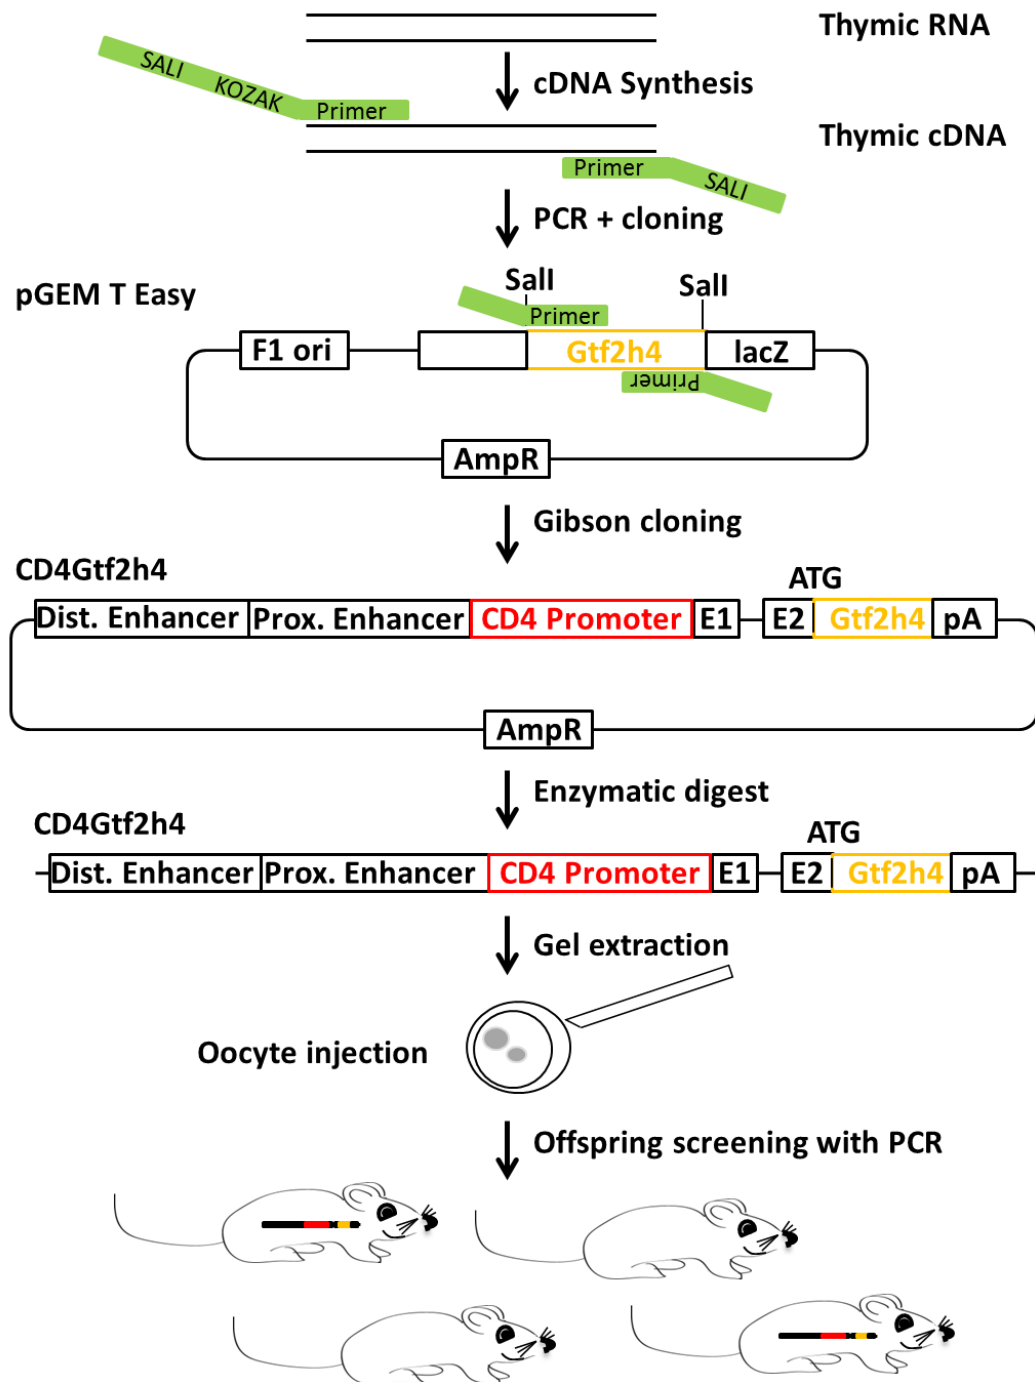 Thymic RNA
SALI KOZAK Primer
cDNA Synthesis
Thymic cDNA
Primer SALI
PCR + cloning
pGEM T Easy
SalI
SalI
Primer
F1 ori
Gtf2h4
lacZ
Primer
AmpR
Gibson cloning
CD4Gtf2h4
ATG
Dist. Enhancer Prox. Enhancer CD4 Promoter E1 E2 Gtf2h4 pA
AmpR
Enzymatic digest
CD4Gtf2h4
ATG
Dist. Enhancer Prox. Enhancer CD4 Promoter E1 E2 Gtf2h4 pA
Gel extraction
Oocyte injection
Offspring screening with PCR